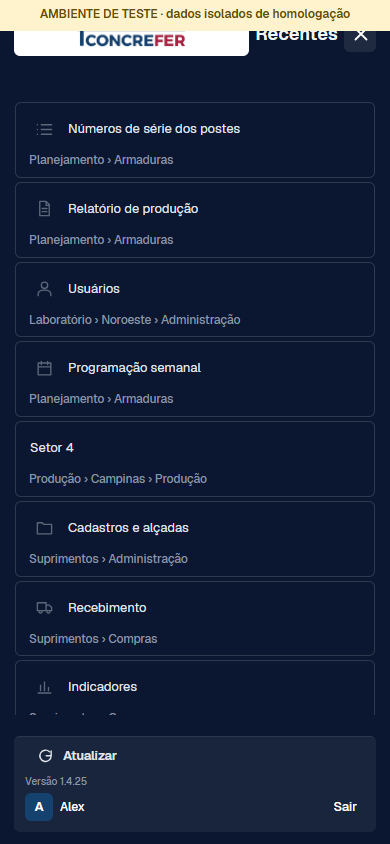 AMBIENTE DE TESTE · dados isolados de homologação
CONCREFER
Recentes
Números de série dos postes
Planejamento › Armaduras
Relatório de produção
Planejamento › Armaduras
Usuários
Laboratório › Noroeste › Administração
Programação semanal
Planejamento › Armaduras
Setor 4
Produção › Campinas › Produção
Cadastros e alçadas
Suprimentos › Administração
Recebimento
Suprimentos › Compras
Indicadores
Atualizar
Versão 1.4.25
A Alex
Sair